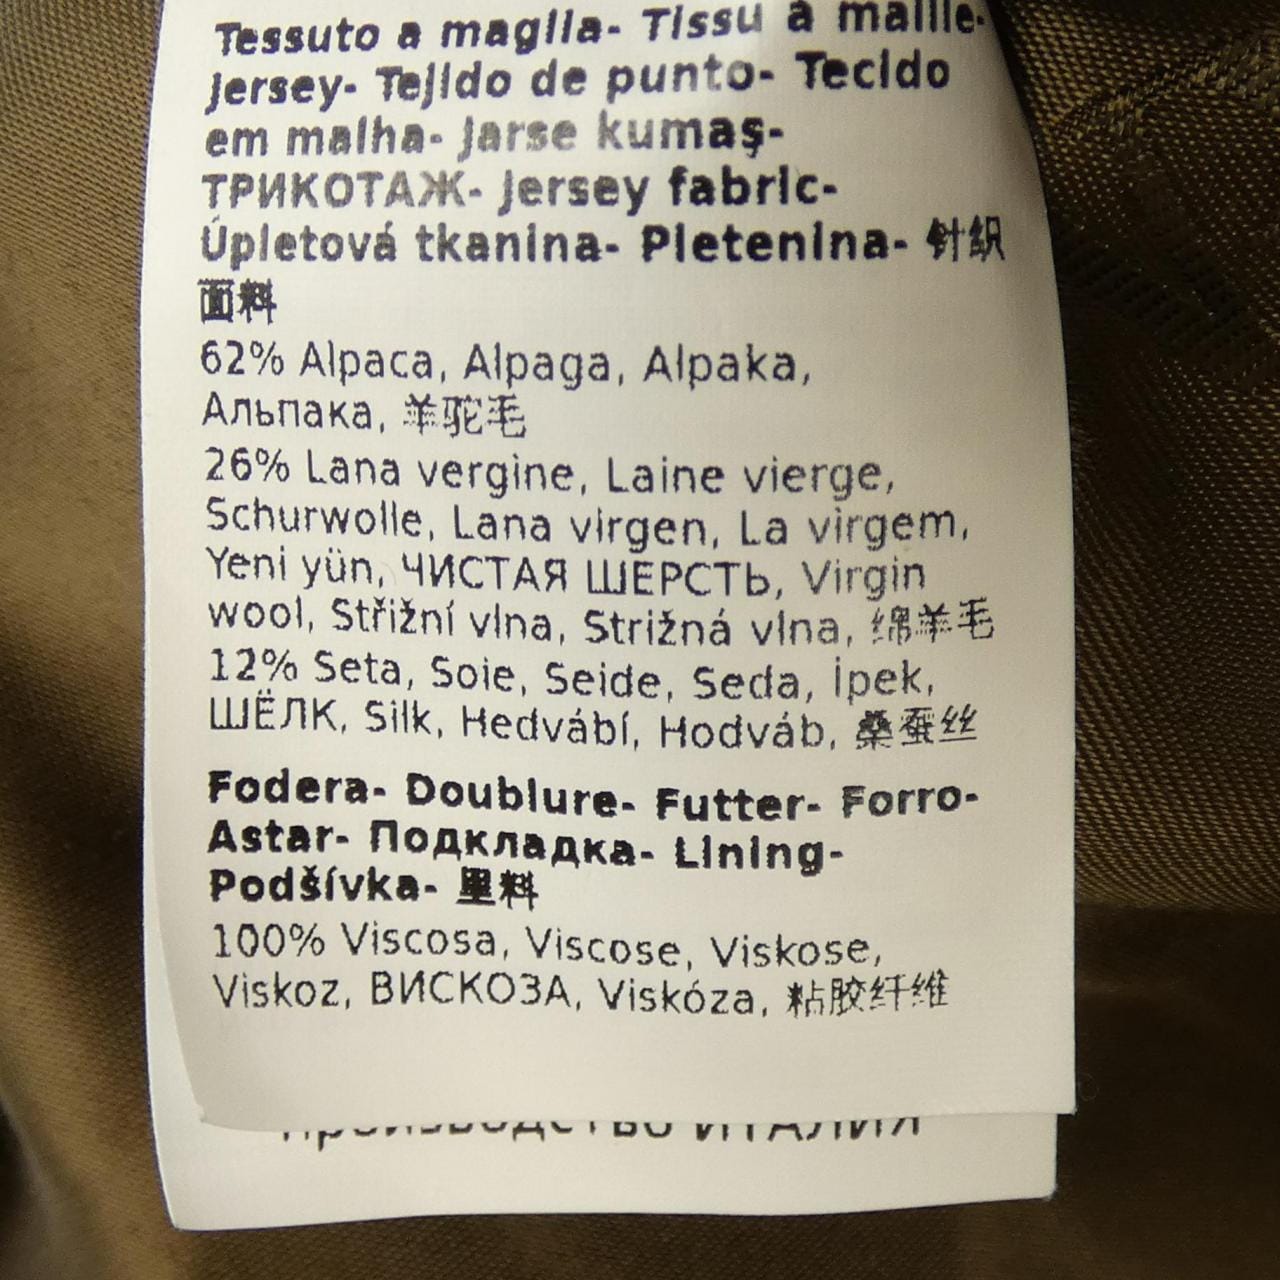 Tessuto a maglia- Tissu à maille-
Jersey- Tejido de punto- Tecido
em malha- Jarse kumaş-
ТРИКОТАЖ- Jersey fabric-
Úpletová tkanina- Pletenina- 针织
面料
62% Alpaca, Alpaga, Alpaka,
Альпака, 羊驼毛
26% Lana vergine, Laine vierge,
Schurwolle, Lana virgen, La virgem,
Yeni yün, ЧИСТАЯ ШЕРСТЬ, Virgin
wool, Střižní vlna, Strižná vlna, 绵羊毛
12% Seta, Soie, Seide, Seda, İpek,
ШЁЛК, Silk, Hedvábí, Hodváb, 桑蚕丝
Fodera- Doublure- Futter- Forro-
Astar- Подкладка- Lining-
Podšívka- 里料
100% Viscosa, Viscose, Viskose,
Viskoz, ВИСКОЗА, Viskóza, 粘胶纤维
Производство ИТАЛИЯ